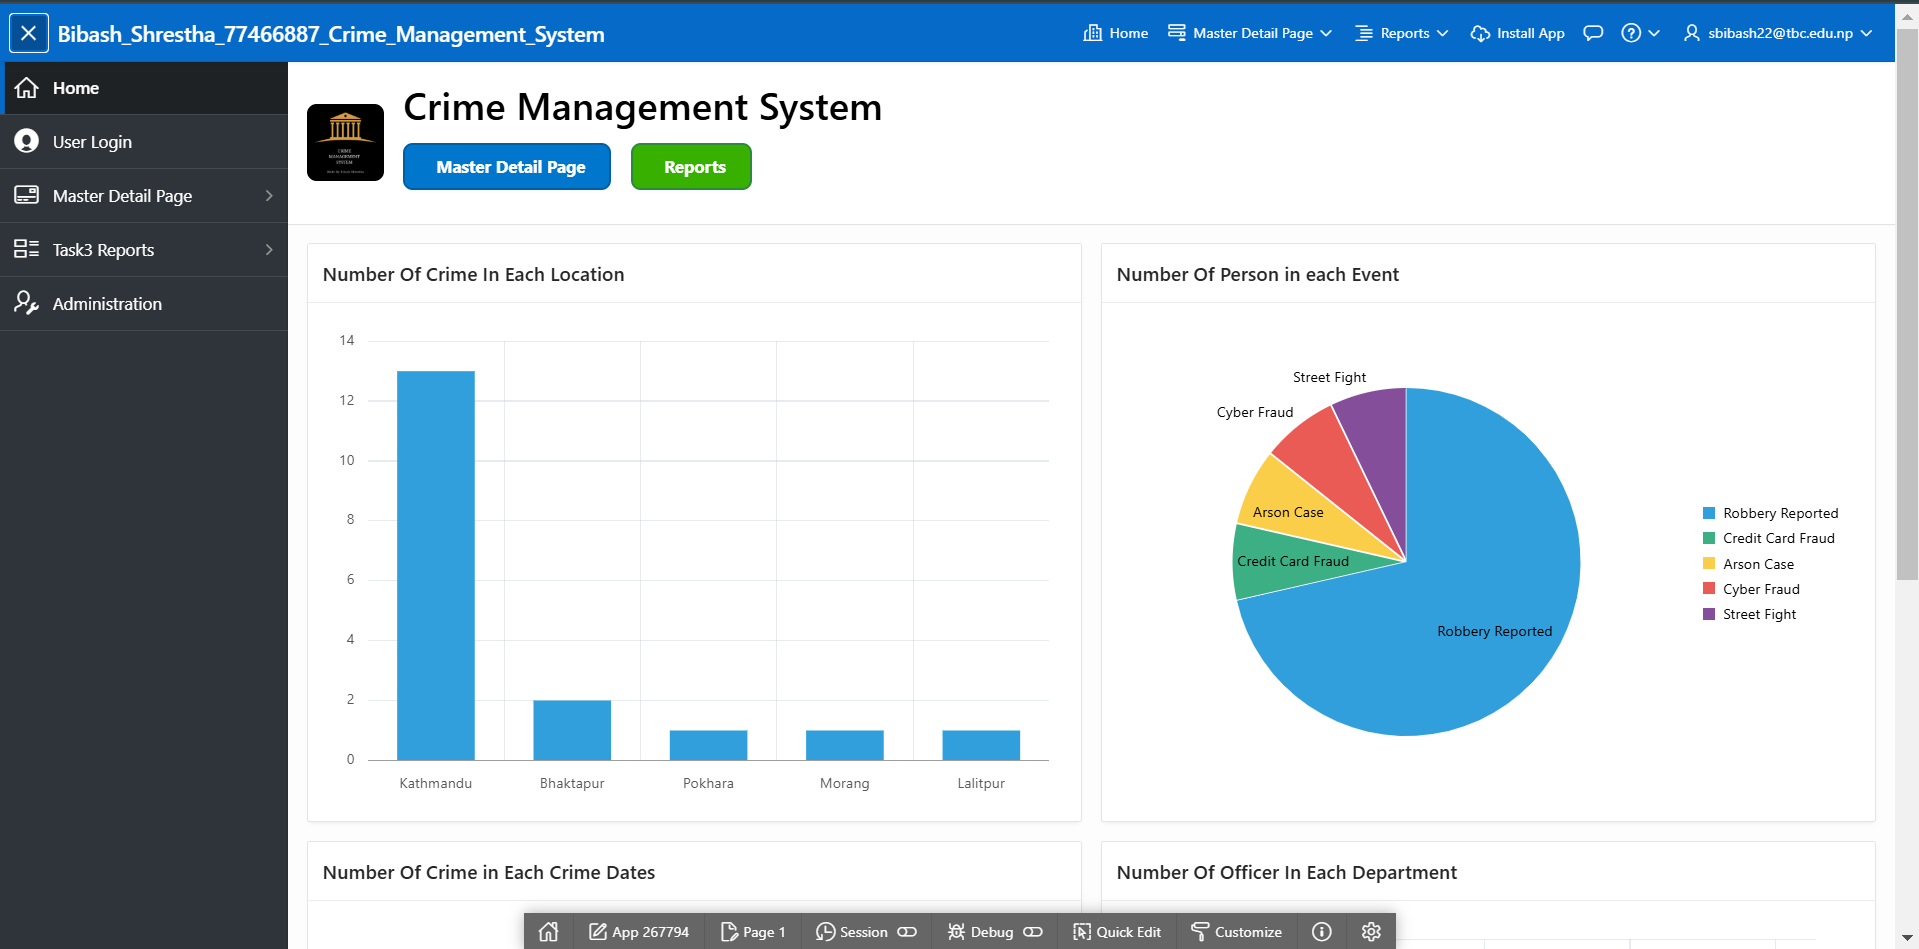 Bibash_Shrestha_77466887_Crime_Management_System
Home
Master Detail Page
Reports
Install App
sbibash22@tbc.edu.np
Home
User Login
Master Detail Page
Task3 Reports
Administration
CRIME
MANAGEMENT
SYSTEM
Crime Management System
Master Detail Page
Reports
Number Of Crime In Each Location
14
12
10
8
6
4
2
0
Kathmandu
Bhaktapur
Pokhara
Morang
Lalitpur
Number Of Person in each Event
Street Fight
Cyber Fraud
Arson Case
Credit Card Fraud
Robbery Reported
Robbery Reported
Credit Card Fraud
Arson Case
Cyber Fraud
Street Fight
Number Of Crime in Each Crime Dates
Number Of Officer In Each Department
App 267794
Page 1
Session
Debug
Quick Edit
Customize